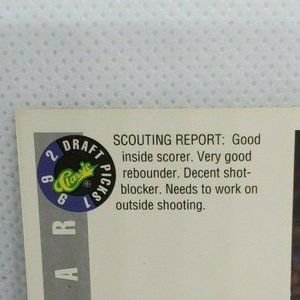 SCOUTING REPORT: Good
inside scorer. Very good
rebounder. Decent shot-
blocker. Needs to work on
outside shooting.
1992 DRAFT PICKS
Classic
®
A R